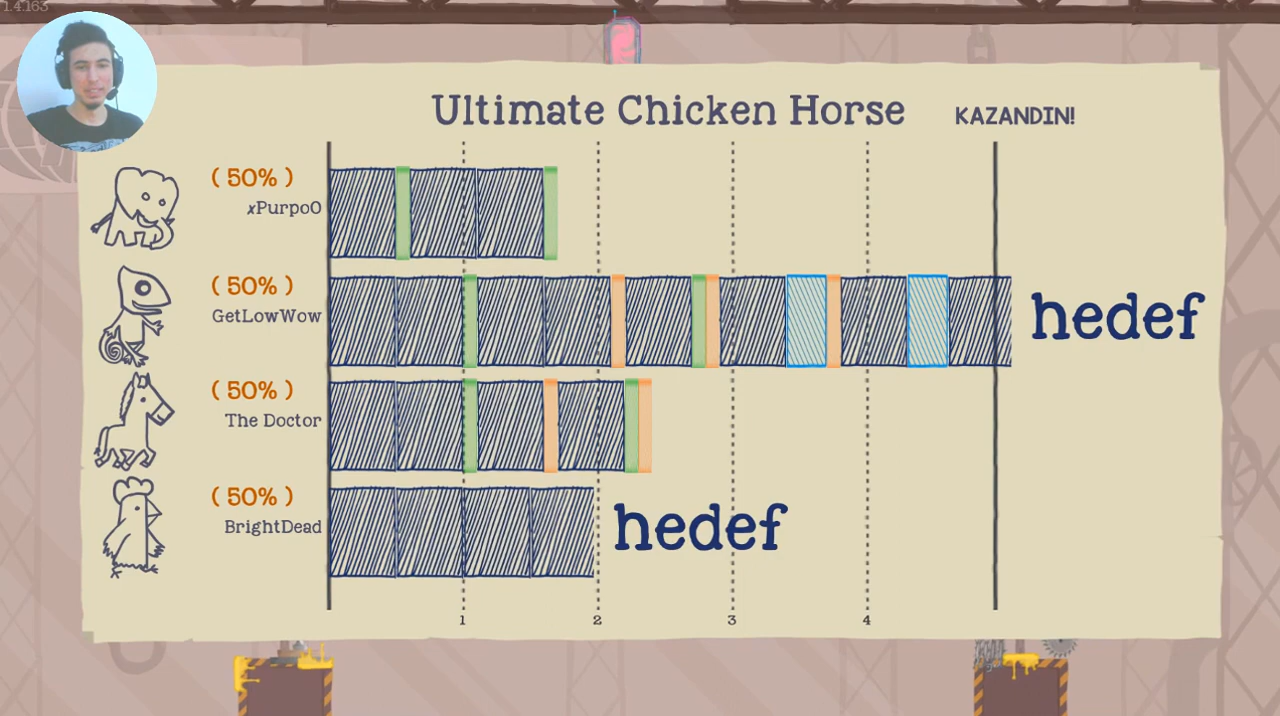 1.4.163
Ultimate Chicken Horse
KAZANDIN!
( 50% )
xPurpoO
( 50% )
GetLowWow
hedef
( 50% )
The Doctor
( 50% )
BrightDead
hedef
1 2 3 4